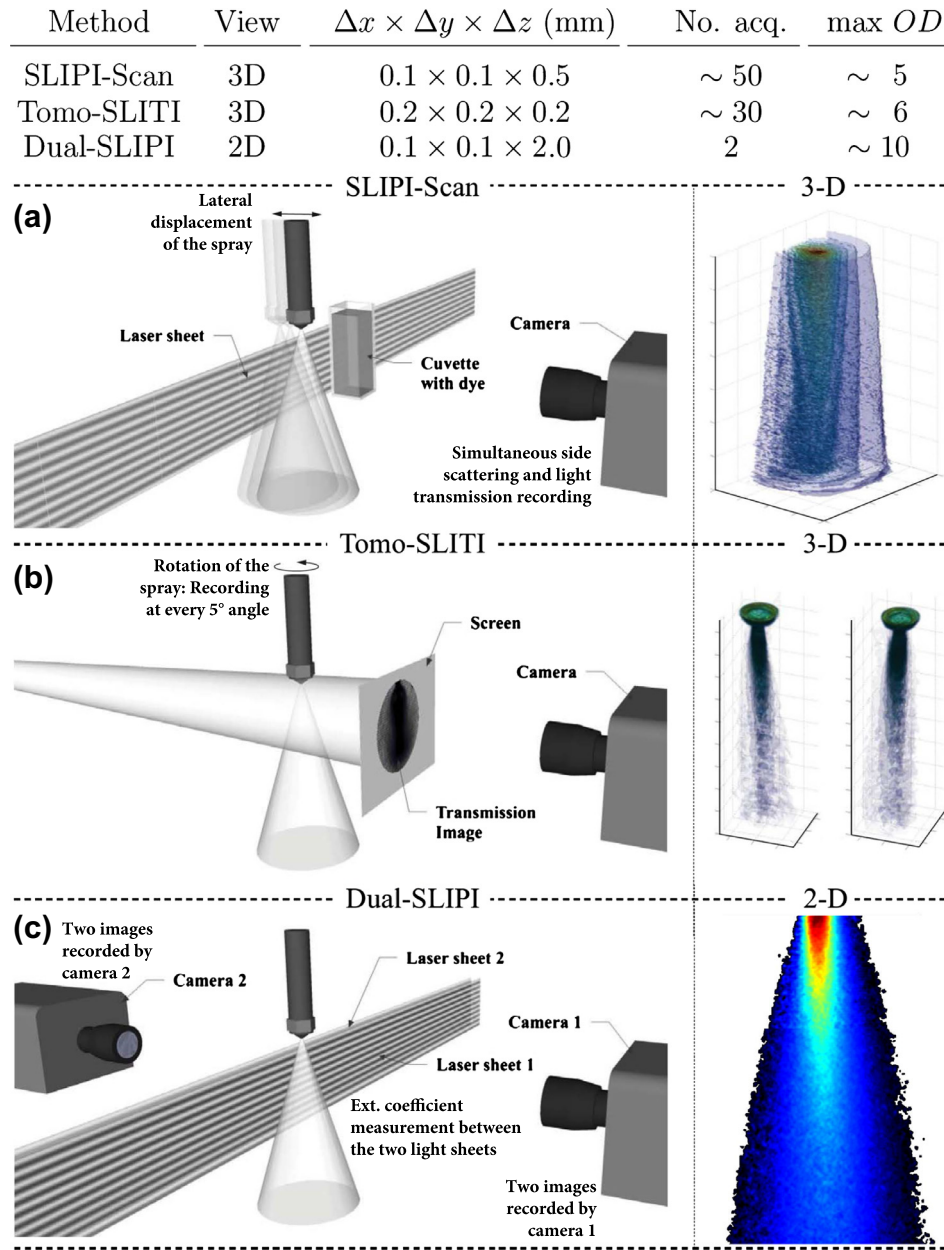 Method View Δx × Δy × Δz (mm) No. acq. max OD
SLIPI-Scan 3D 0.1 × 0.1 × 0.5 ∼ 50 ∼ 5
Tomo-SLITI 3D 0.2 × 0.2 × 0.2 ∼ 30 ∼ 6
Dual-SLIPI 2D 0.1 × 0.1 × 2.0 2 ∼ 10
SLIPI-Scan 3-D
(a)
Lateral
displacement
of the spray
Laser sheet
Camera
Cuvette
with dye
Simultaneous side
scattering and light
transmission recording
Tomo-SLITI 3-D
(b)
Rotation of the
spray: Recording
at every 5° angle
Screen
Camera
Transmission
Image
Dual-SLIPI 2-D
(c)
Two images
recorded by
camera 2
Camera 2
Laser sheet 2
Camera 1
Laser sheet 1
Ext. coefficient
measurement between
the two light sheets
Two images
recorded by
camera 1